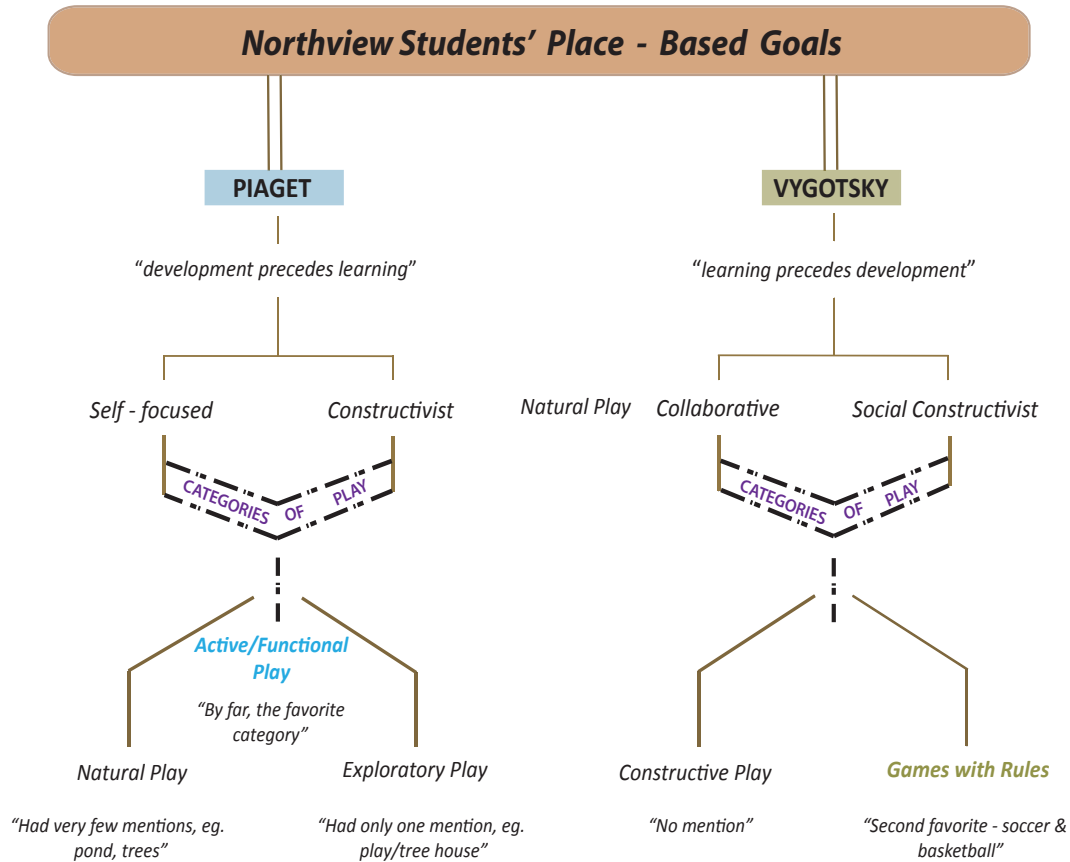 Northview Students’ Place - Based Goals
PIAGET
VYGOTSKY
“development precedes learning”
“learning precedes development”
Self - focused
Constructivist
Natural Play
Collaborative
Social Constructivist
CATEGORIES OF PLAY
CATEGORIES OF PLAY
Active/Functional
Play
“By far, the favorite
category”
Natural Play
Exploratory Play
Constructive Play
Games with Rules
“Had very few mentions, eg.
pond, trees”
“Had only one mention, eg.
play/tree house”
“No mention”
“Second favorite - soccer &
basketball”